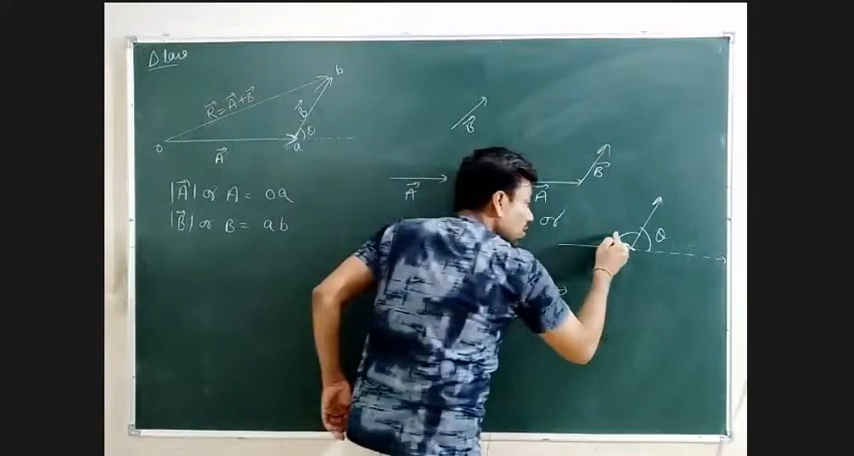 Δ law
b
R⃗ = A⃗ + B⃗
B⃗
θ
o
a
A⃗
|A⃗| or A = oa
|B⃗| or B = ab
B⃗
A⃗
A⃗
B⃗
or
θ